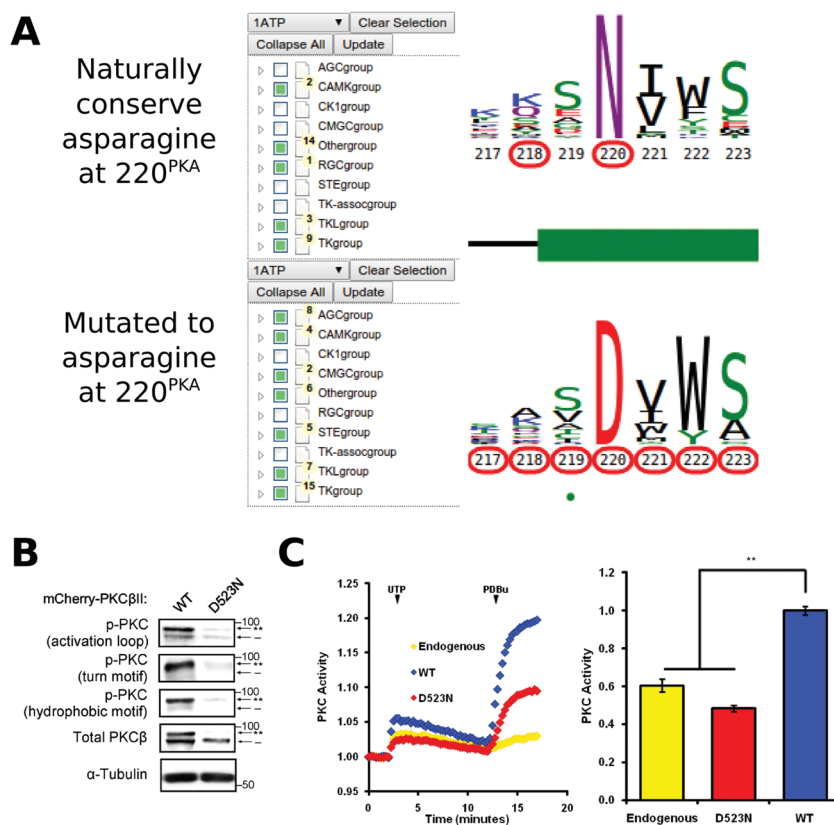 A
Naturally
conserve
asparagine
at 220PKA
1ATP ▼ Clear Selection
Collapse All Update
AGCgroup
2 CAMKgroup
CK1group
CMGCgroup
14 Othergroup
1 RGCgroup
STEgroup
TK-assocgroup
3 TKLgroup
9 TKgroup
N
K S I W S
217 218 219 220 221 222 223
Mutated to
asparagine
at 220PKA
1ATP ▼ Clear Selection
Collapse All Update
8 AGCgroup
4 CAMKgroup
CK1group
2 CMGCgroup
6 Othergroup
RGCgroup
5 STEgroup
TK-assocgroup
7 TKLgroup
15 TKgroup
A S D V W S
Y A
217 218 219 220 221 222 223
B
mCherry-PKCβII:
WT D523N
p-PKC
(activation loop)
100
**
–
p-PKC
(turn motif)
100
**
–
p-PKC
(hydrophobic motif)
100
**
–
Total PKCβ
100
**
–
α-Tubulin
50
C
PKC Activity
1.25
1.20
1.15
1.10
1.05
1.00
0.95
UTP PDBu
Endogenous
WT
D523N
0 5 10 15 20
Time (minutes)
PKC Activity
1.2
1.0
0.8
0.6
0.4
0.2
0.0
**
Endogenous D523N WT